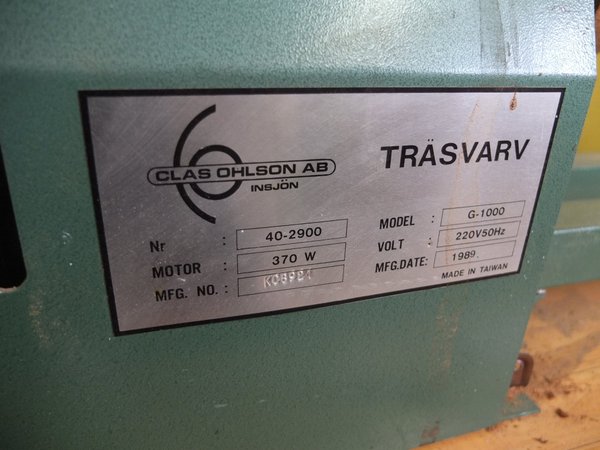 CLAS OHLSON AB
INSJÖN
TRÄSVARV
Nr : 40-2900
MOTOR : 370 W
MFG. NO. :
MODEL : G-1000
VOLT : 220V50Hz
MFG.DATE: 1989
MADE IN TAIWAN